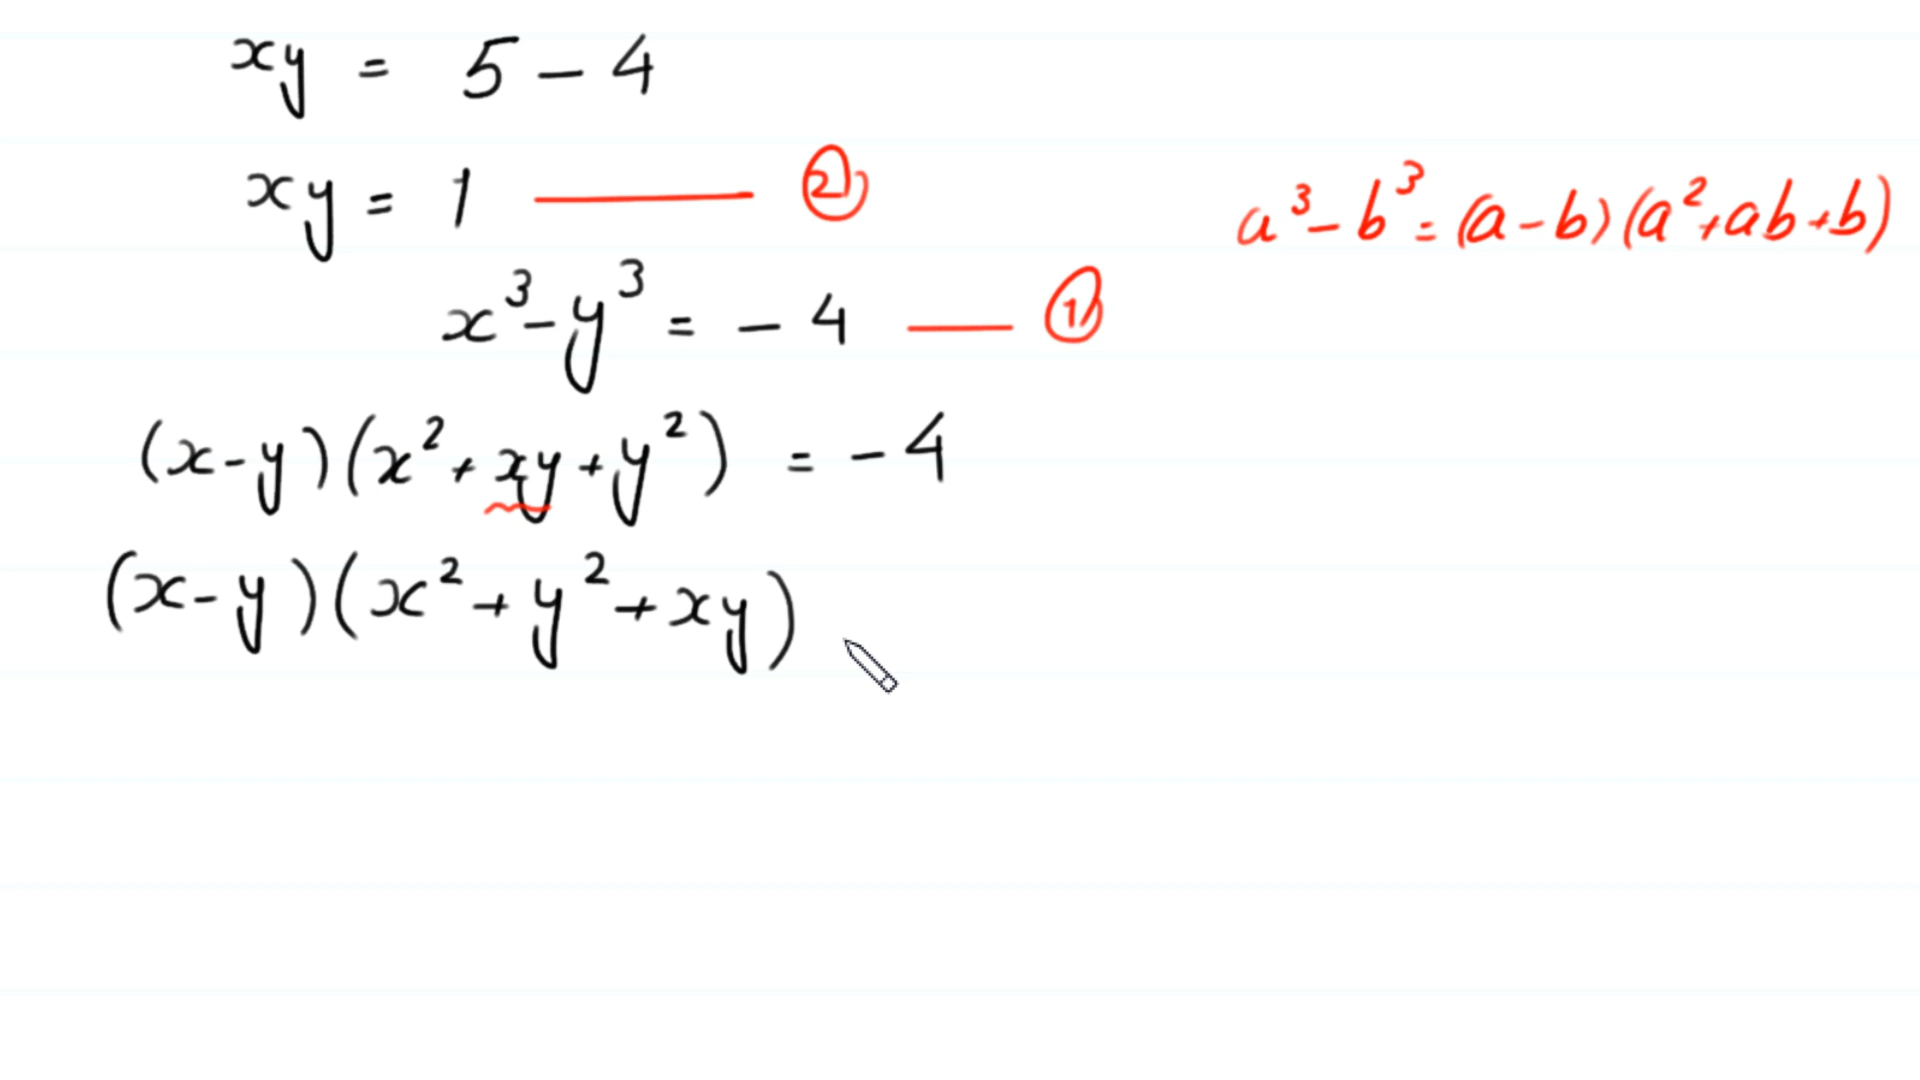 xy = 5 - 4
xy = 1 —— ②
a³ - b³ = (a - b)(a² + ab + b)
x³ - y³ = - 4 —— ①
(x - y)(x² + xy + y²) = - 4
(x - y)(x² + y² + xy)